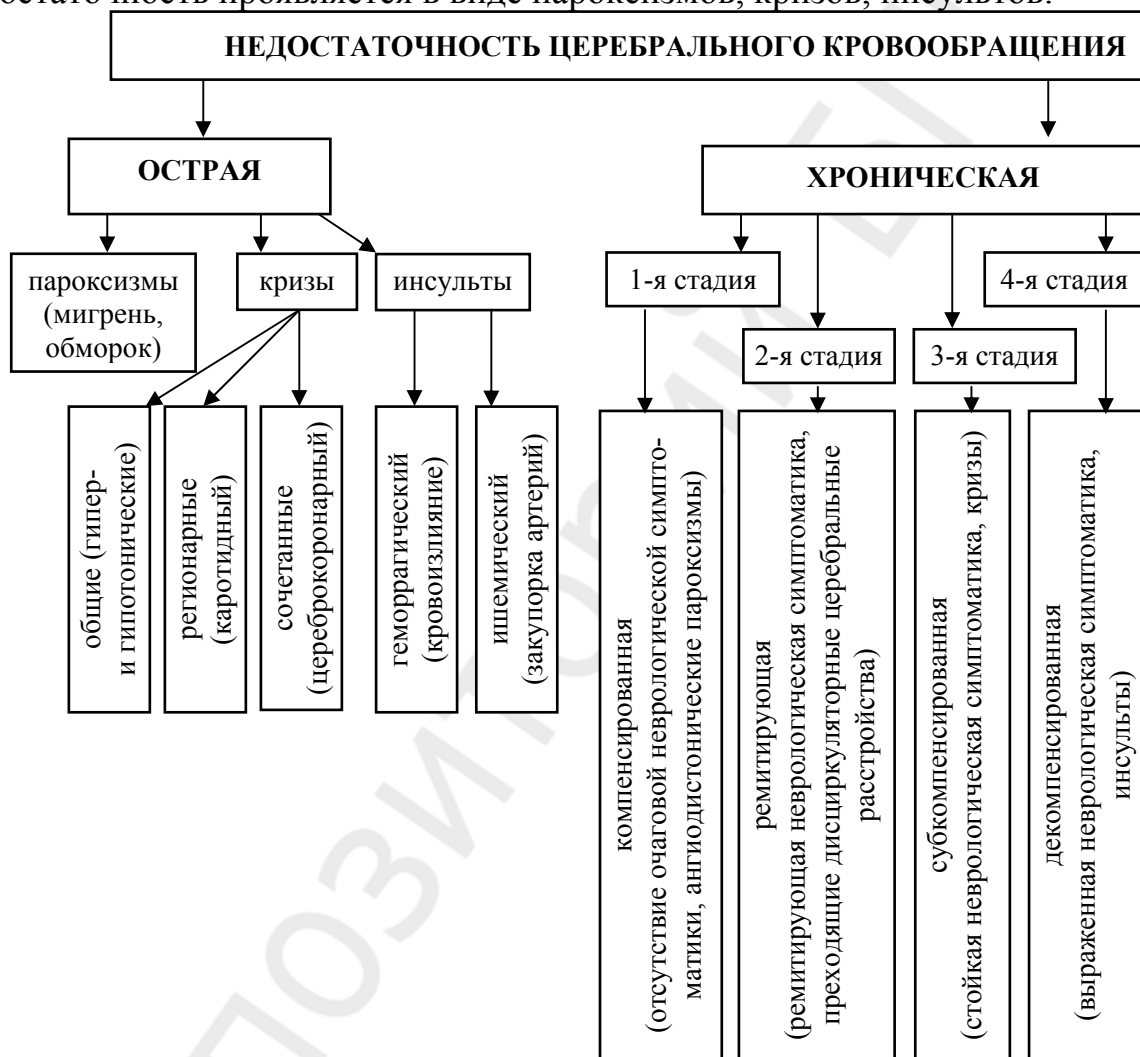 остаточность проявляется в виде пароксизмов, кризов, инсультов.
НЕДОСТАТОЧНОСТЬ ЦЕРЕБРАЛЬНОГО КРОВООБРАЩЕНИЯ
ОСТРАЯ
ХРОНИЧЕСКАЯ
пароксизмы
(мигрень,
обморок)
кризы
инсульты
1-я стадия
4-я стадия
2-я стадия
3-я стадия
общие (гипер-
и гипотонические)
регионарные
(каротидный)
сочетанные
(цереброкоронарный)
геморрагический
(кровоизлияние)
ишемический
(закупорка артерий)
компенсированная
(отсутствие очаговой неврологической симпто-
матики, ангиодистонические пароксизмы)
ремитирующая
(ремитирующая неврологическая симптоматика,
преходящие дисциркуляторные церебральные
расстройства)
субкомпенсированная
(стойкая неврологическая симптоматика, кризы)
декомпенсированная
(выраженная неврологическая симптоматика,
инсульты)